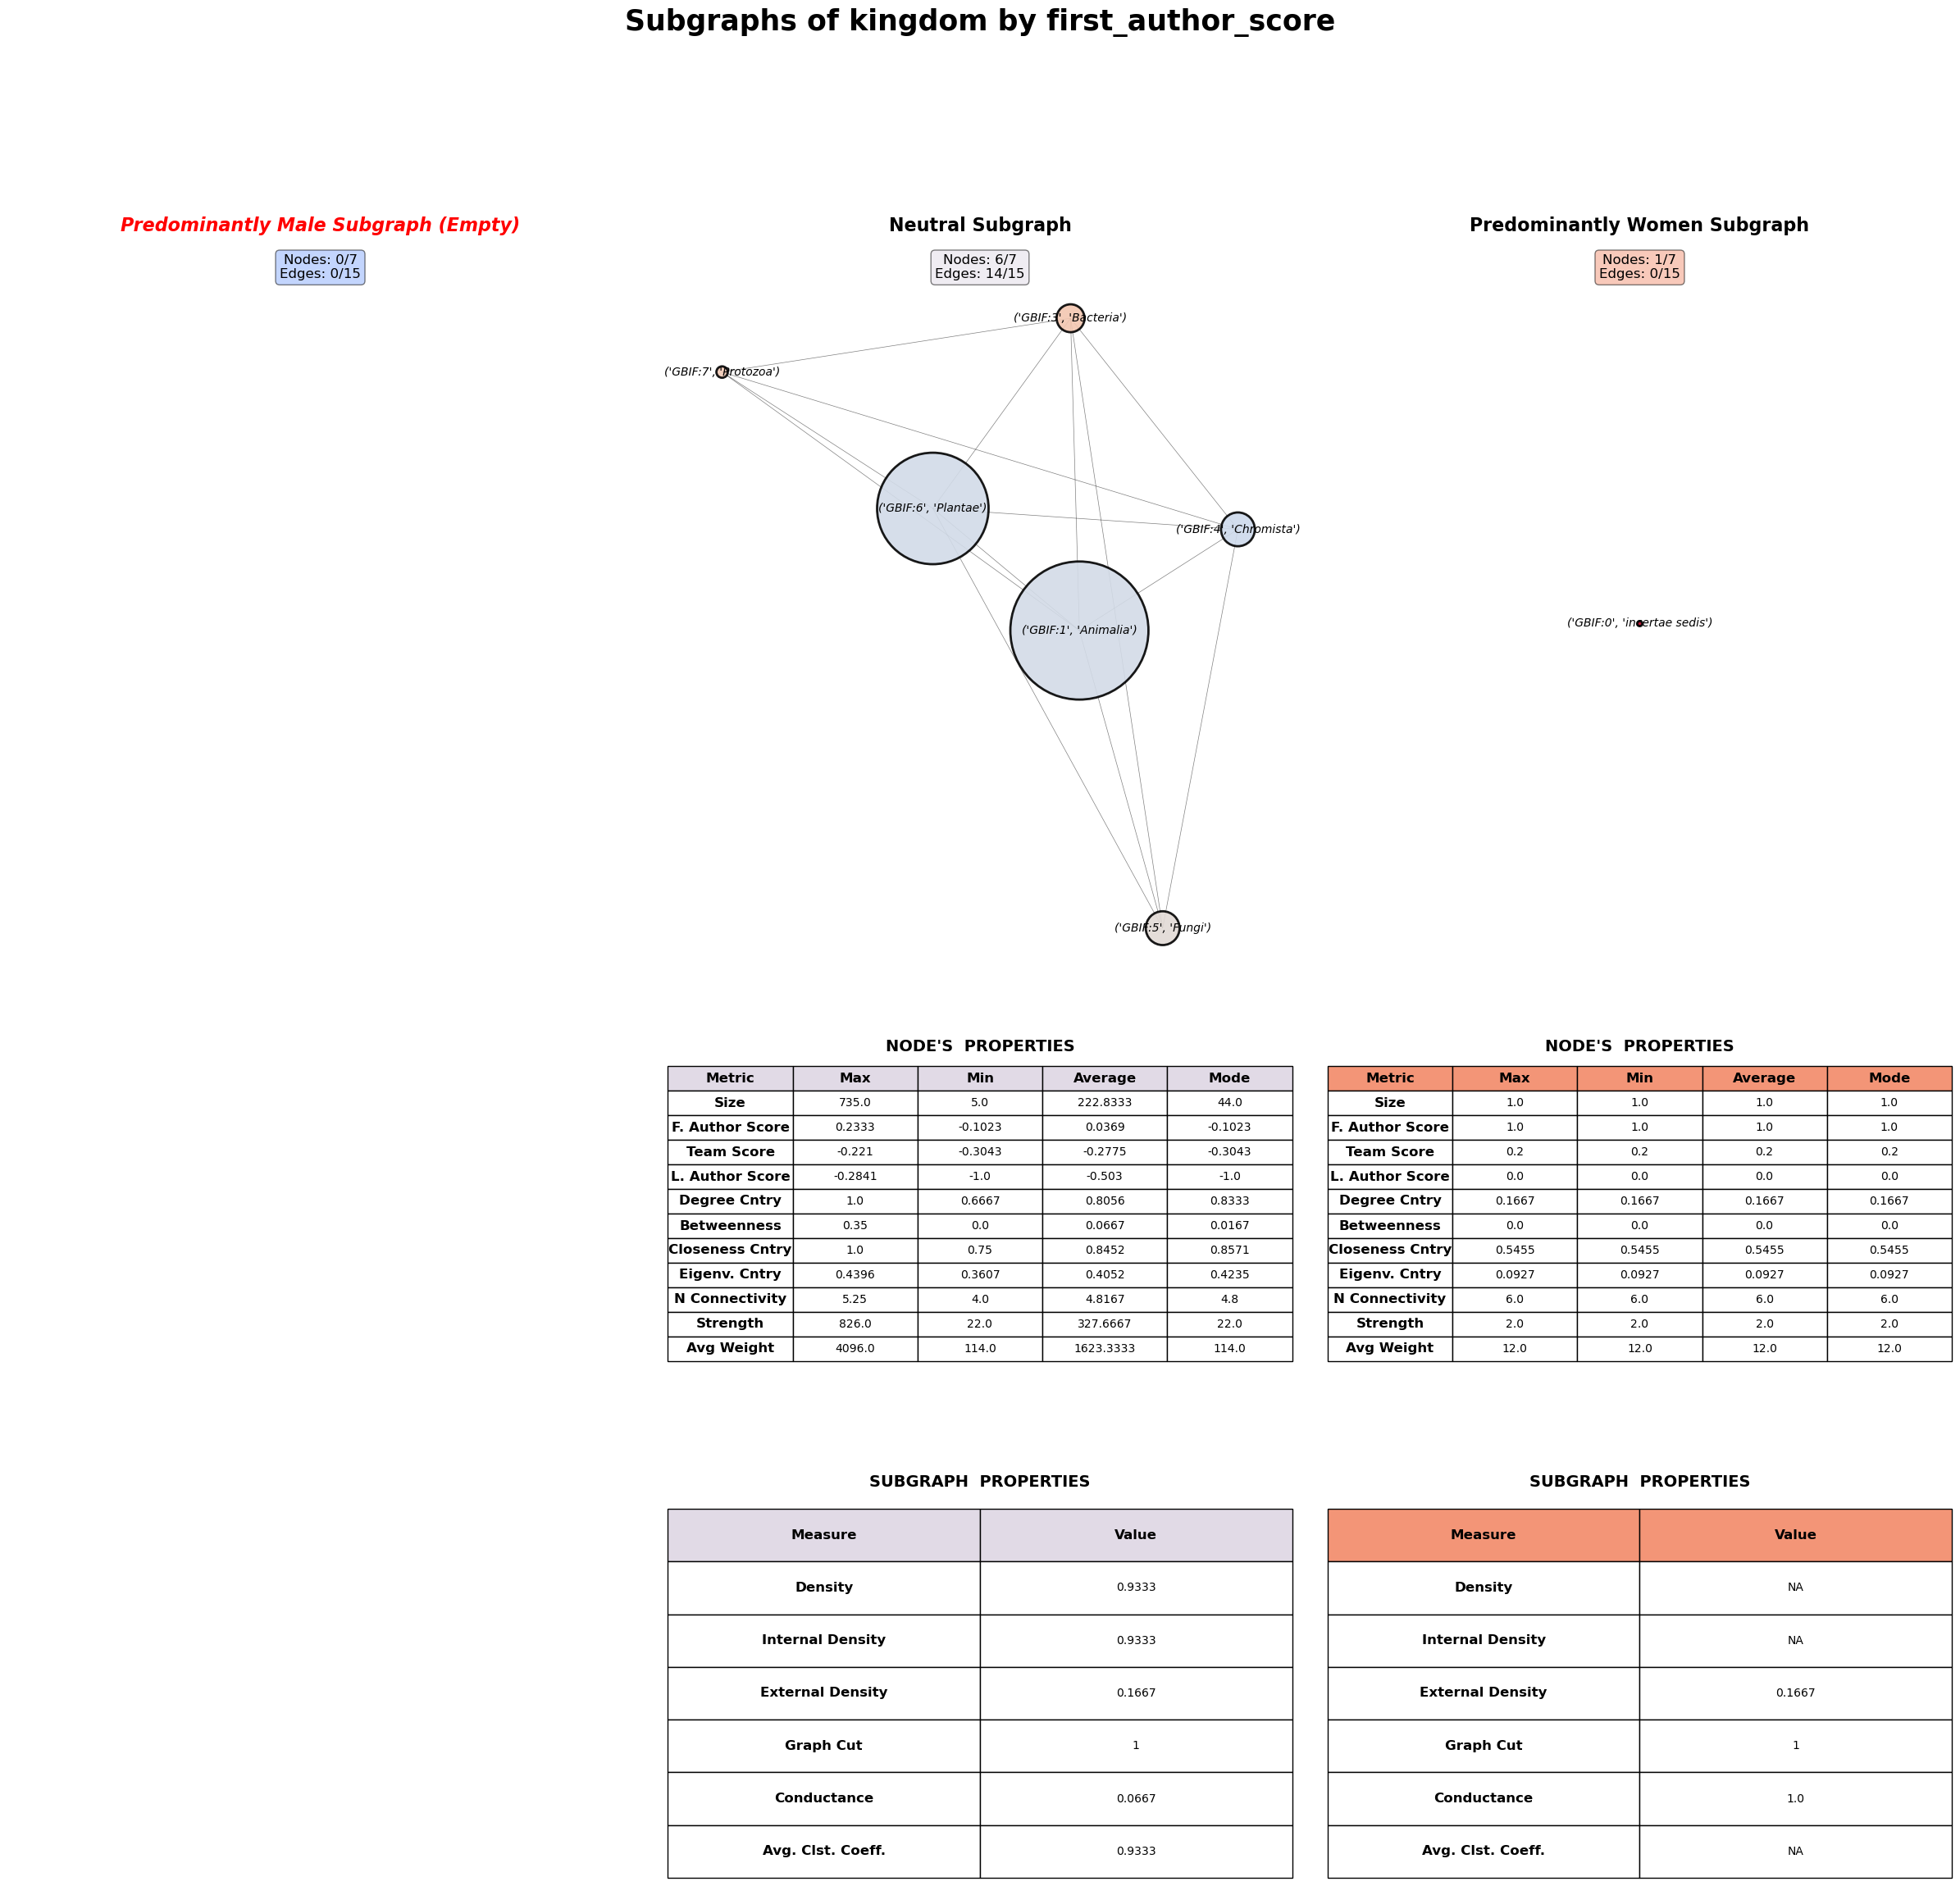 Subgraphs of kingdom by first_author_score
Predominantly Male Subgraph (Empty)
Nodes: 0/7
Edges: 0/15
Neutral Subgraph
Nodes: 6/7
Edges: 14/15
Predominantly Women Subgraph
Nodes: 1/7
Edges: 0/15
('GBIF:3', 'Bacteria')
('GBIF:7', 'Protozoa')
('GBIF:6', 'Plantae')
('GBIF:4', 'Chromista')
('GBIF:1', 'Animalia')
('GBIF:5', 'Fungi')
('GBIF:0', 'incertae sedis')
NODE'S PROPERTIES
Metric Max Min Average Mode
Size 735.0 5.0 222.8333 44.0
F. Author Score 0.2333 -0.1023 0.0369 -0.1023
Team Score -0.221 -0.3043 -0.2775 -0.3043
L. Author Score -0.2841 -1.0 -0.503 -1.0
Degree Cntry 1.0 0.6667 0.8056 0.8333
Betweenness 0.35 0.0 0.0667 0.0167
Closeness Cntry 1.0 0.75 0.8452 0.8571
Eigenv. Cntry 0.4396 0.3607 0.4052 0.4235
N Connectivity 5.25 4.0 4.8167 4.8
Strength 826.0 22.0 327.6667 22.0
Avg Weight 4096.0 114.0 1623.3333 114.0
NODE'S PROPERTIES
Metric Max Min Average Mode
Size 1.0 1.0 1.0 1.0
F. Author Score 1.0 1.0 1.0 1.0
Team Score 0.2 0.2 0.2 0.2
L. Author Score 0.0 0.0 0.0 0.0
Degree Cntry 0.1667 0.1667 0.1667 0.1667
Betweenness 0.0 0.0 0.0 0.0
Closeness Cntry 0.5455 0.5455 0.5455 0.5455
Eigenv. Cntry 0.0927 0.0927 0.0927 0.0927
N Connectivity 6.0 6.0 6.0 6.0
Strength 2.0 2.0 2.0 2.0
Avg Weight 12.0 12.0 12.0 12.0
SUBGRAPH PROPERTIES
Measure Value
Density 0.9333
Internal Density 0.9333
External Density 0.1667
Graph Cut 1
Conductance 0.0667
Avg. Clst. Coeff. 0.9333
SUBGRAPH PROPERTIES
Measure Value
Density NA
Internal Density NA
External Density 0.1667
Graph Cut 1
Conductance 1.0
Avg. Clst. Coeff. NA